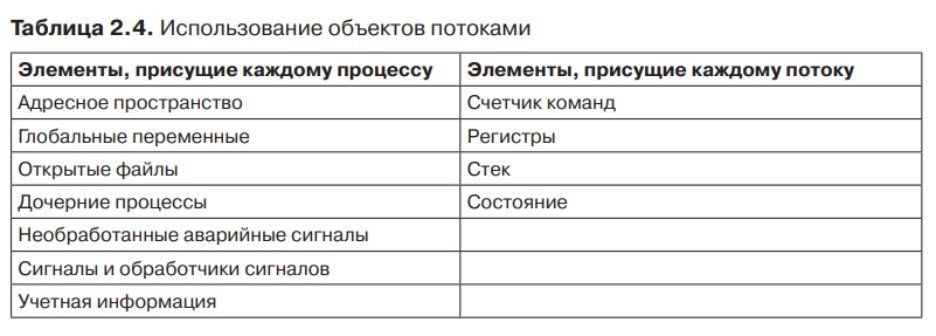 Таблица 2.4. Использование объектов потоками
Элементы, присущие каждому процессу Элементы, присущие каждому потоку
Адресное пространство Счетчик команд
Глобальные переменные Регистры
Открытые файлы Стек
Дочерние процессы Состояние
Необработанные аварийные сигналы
Сигналы и обработчики сигналов
Учетная информация